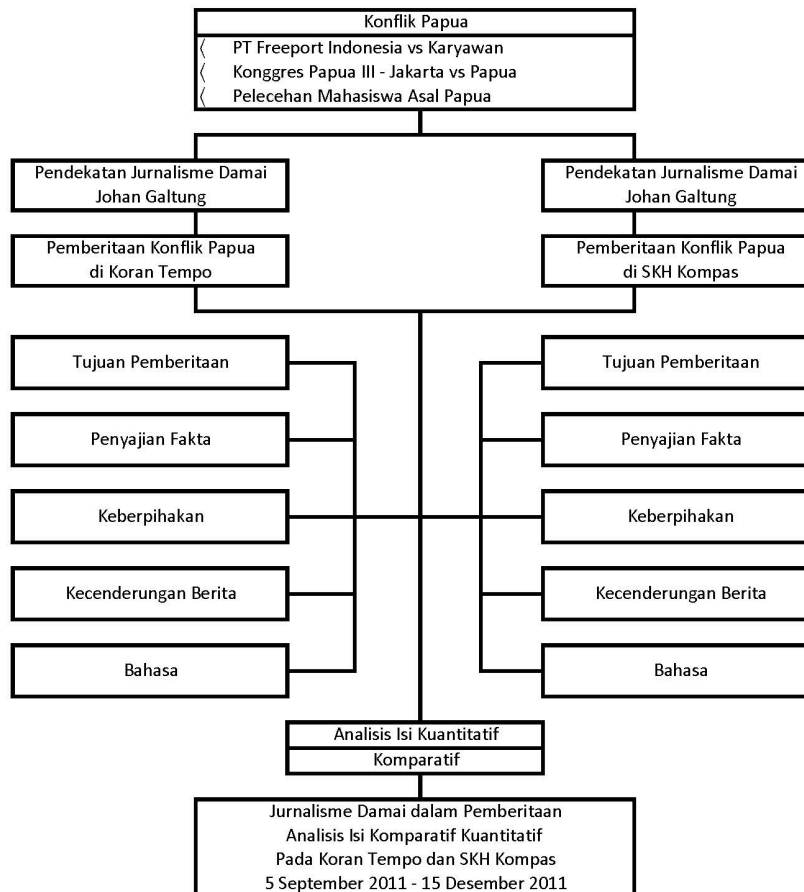 Konflik Papua
PT Freeport Indonesia vs Karyawan
Konggres Papua III - Jakarta vs Papua
Pelecehan Mahasiswa Asal Papua
Pendekatan Jurnalisme Damai
Johan Galtung
Pendekatan Jurnalisme Damai
Johan Galtung
Pemberitaan Konflik Papua
di Koran Tempo
Pemberitaan Konflik Papua
di SKH Kompas
Tujuan Pemberitaan
Tujuan Pemberitaan
Penyajian Fakta
Penyajian Fakta
Keberpihakan
Keberpihakan
Kecenderungan Berita
Kecenderungan Berita
Bahasa
Bahasa
Analisis Isi Kuantitatif
Komparatif
Jurnalisme Damai dalam Pemberitaan
Analisis Isi Komparatif Kuantitatif
Pada Koran Tempo dan SKH Kompas
5 September 2011 - 15 Desember 2011